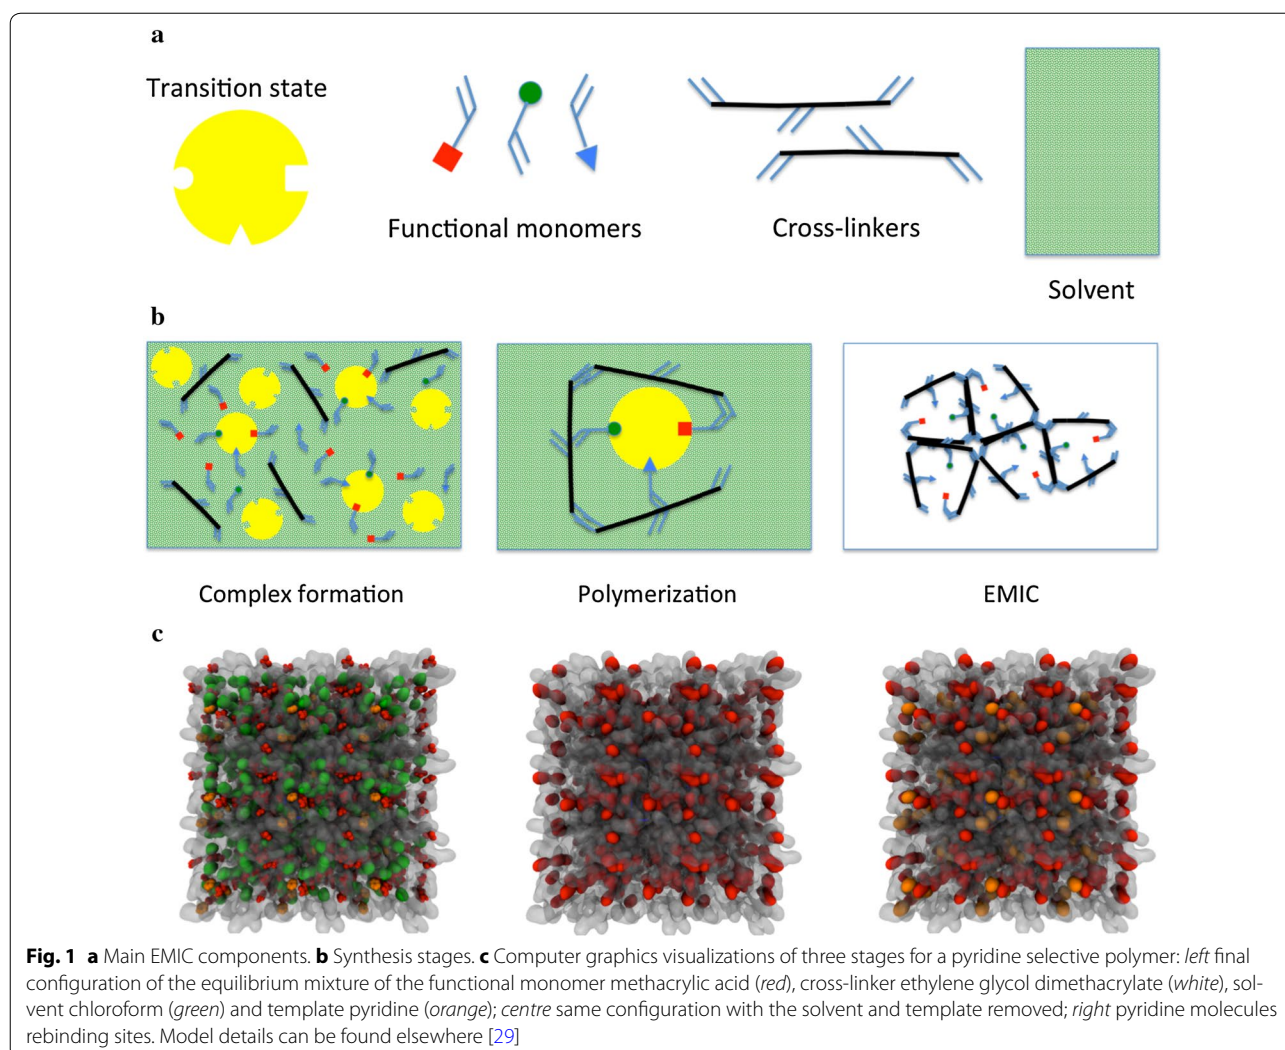 a
Transition state
Functional monomers
Cross-linkers
Solvent
b
Complex formation
Polymerization
EMIC
c
Fig. 1 a Main EMIC components. b Synthesis stages. c Computer graphics visualizations of three stages for a pyridine selective polymer: left final
configuration of the equilibrium mixture of the functional monomer methacrylic acid (red), cross-linker ethylene glycol dimethacrylate (white), sol-
vent chloroform (green) and template pyridine (orange); centre same configuration with the solvent and template removed; right pyridine molecules
rebinding sites. Model details can be found elsewhere [29]